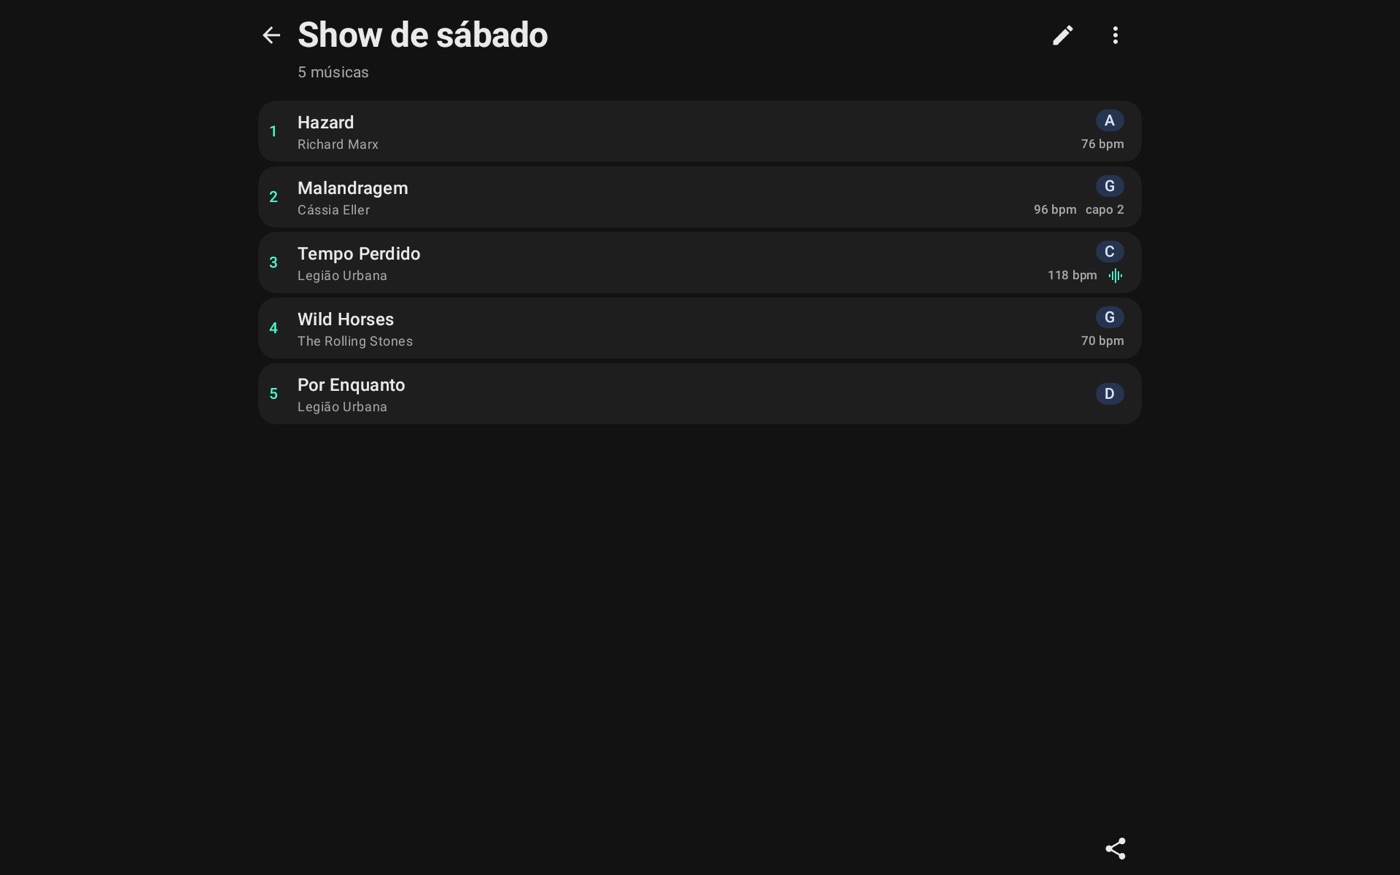 Show de sábado
5 músicas
1
Hazard
Richard Marx
A
76 bpm
2
Malandragem
Cássia Eller
G
96 bpm capo 2
3
Tempo Perdido
Legião Urbana
C
118 bpm
4
Wild Horses
The Rolling Stones
G
70 bpm
5
Por Enquanto
Legião Urbana
D